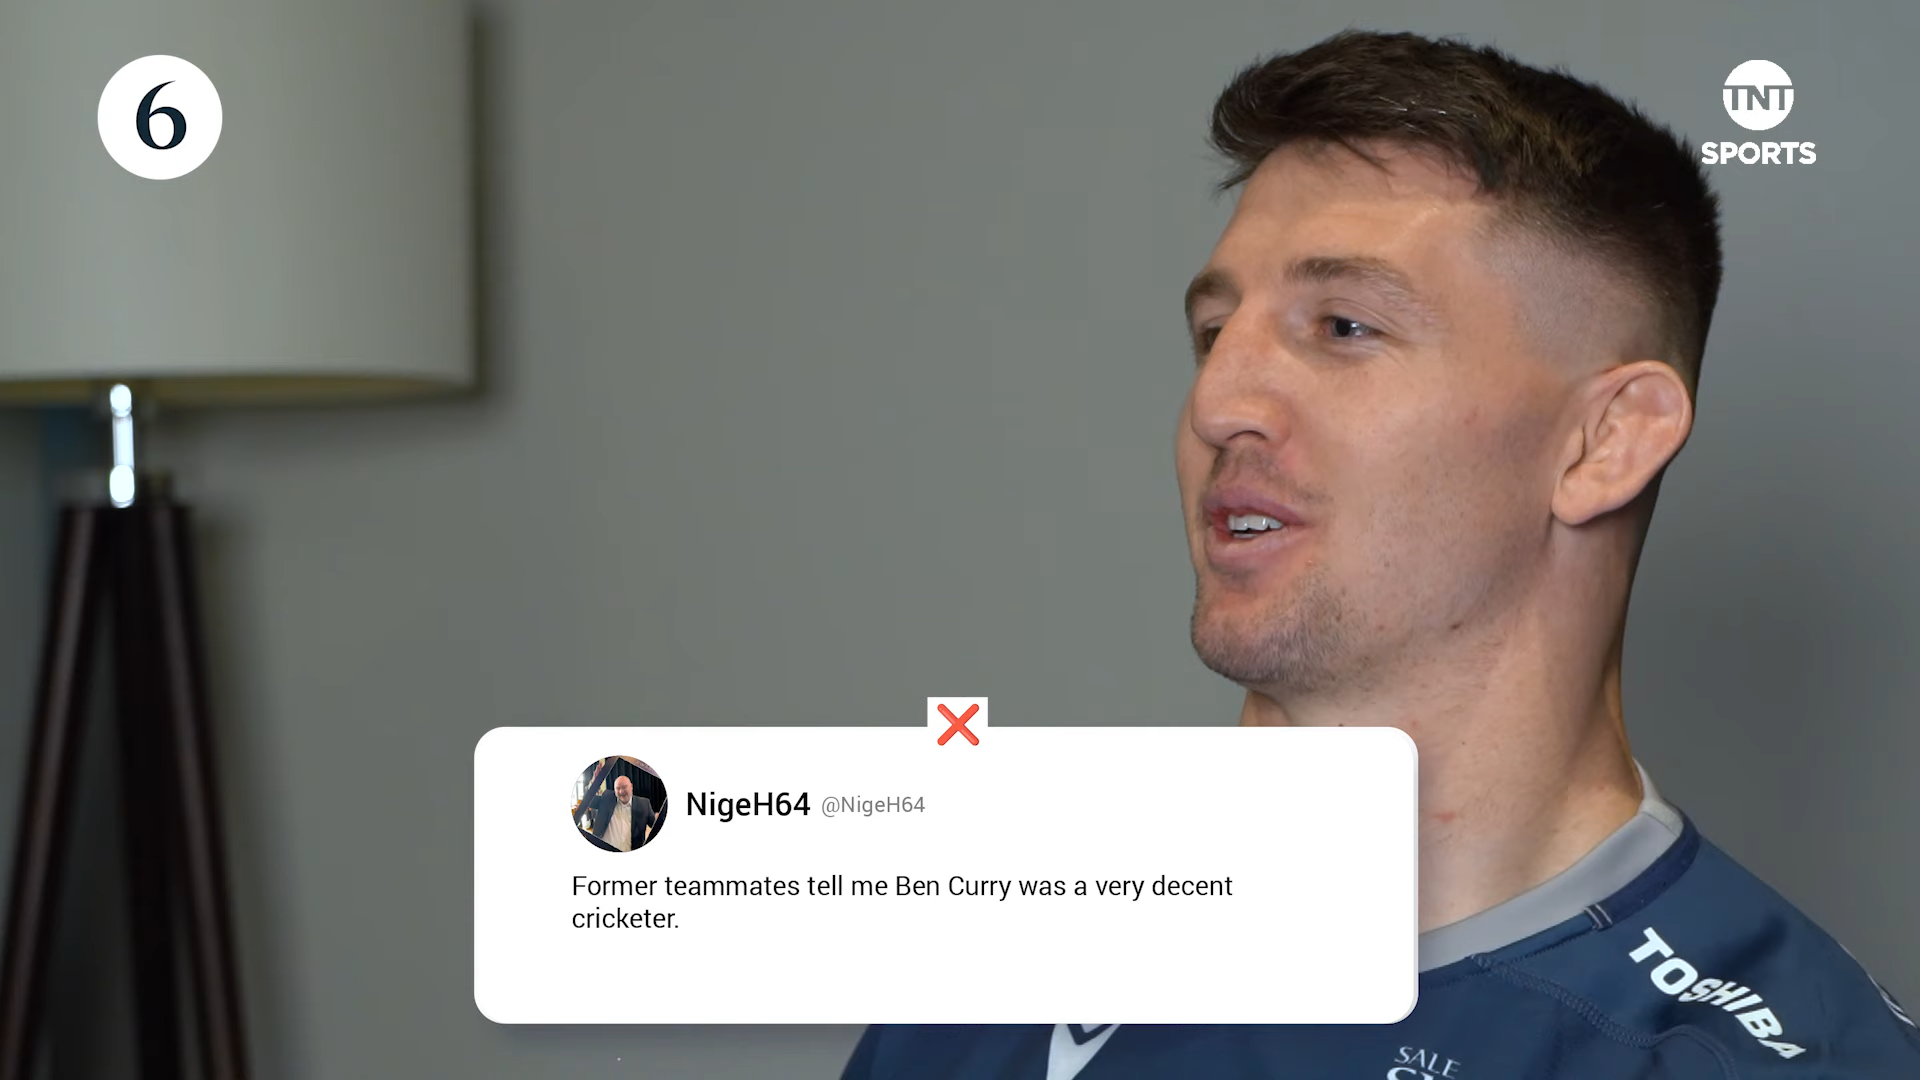 6
TNT
SPORTS
NigeH64 @NigeH64
Former teammates tell me Ben Curry was a very decent
cricketer.
TOSHIBA
SALE